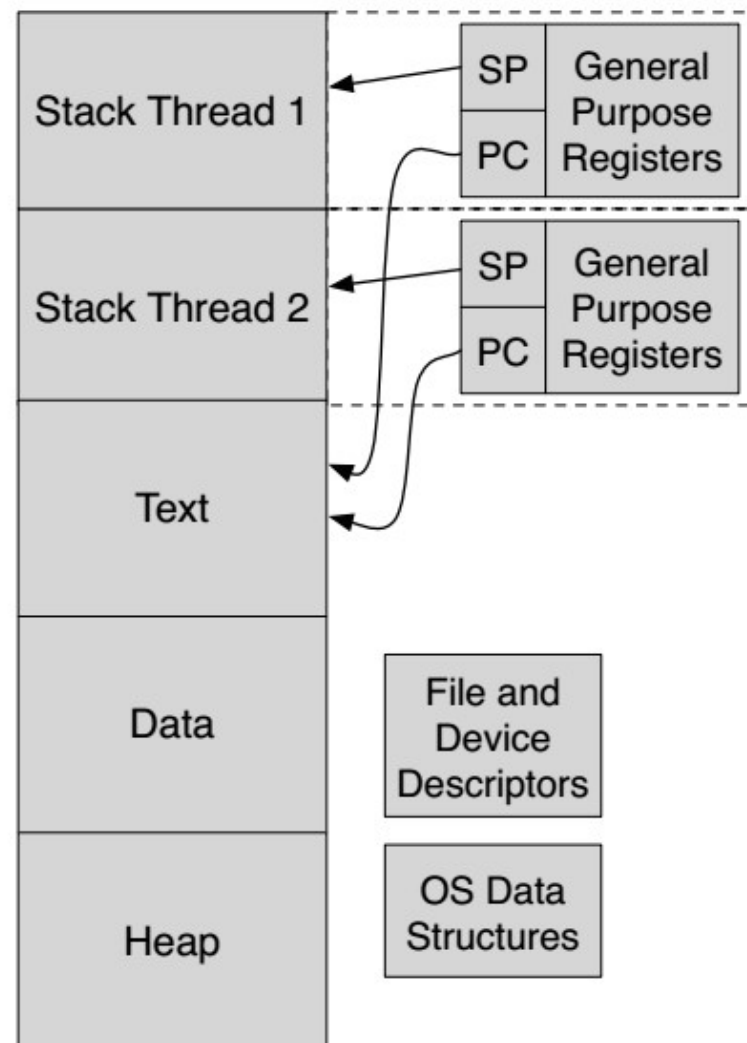 Stack Thread 1
SP
General
Purpose
Registers
PC
Stack Thread 2
SP
General
Purpose
Registers
PC
Text
Data
File and
Device
Descriptors
Heap
OS Data
Structures